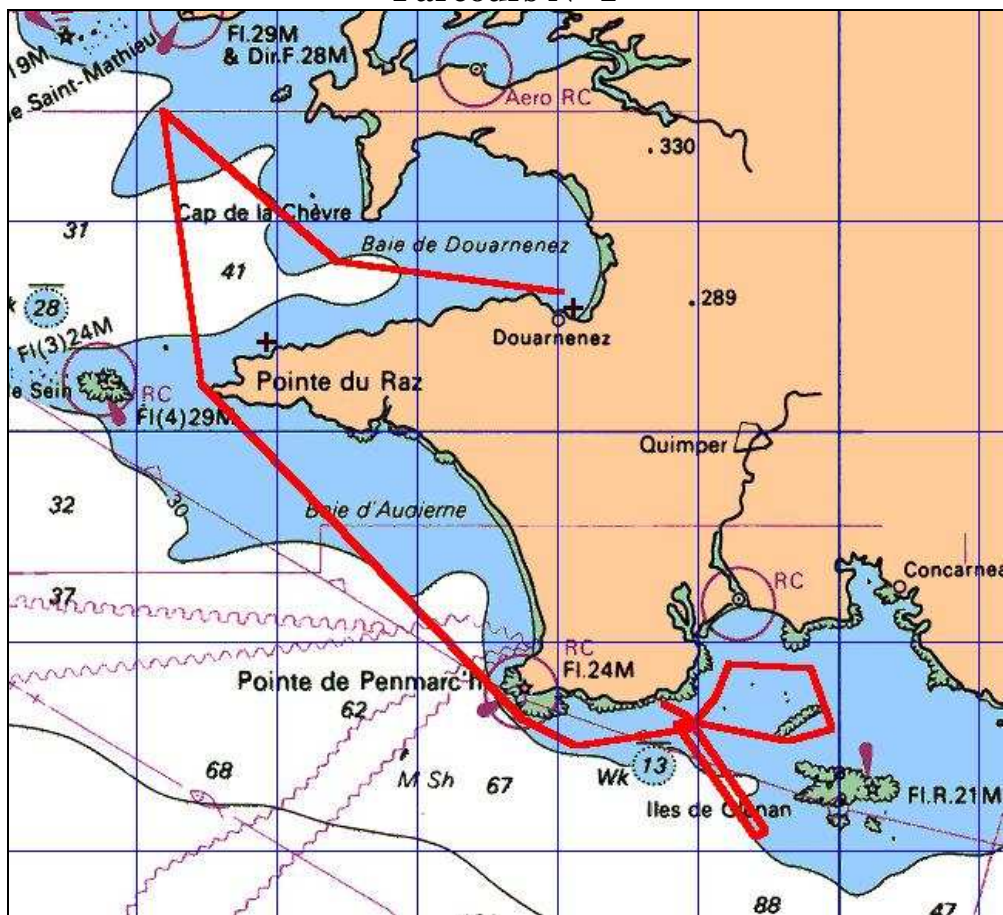 Fl.29M
& Dir.F.28M
19M
Saint-Mathieu
Aero RC
.330
Cap de la Chèvre
31
Baie de Douarnenez
41
28
.289
Fl(3)24M
Douarnenez
Sein
RC
Pointe du Raz
Fl(4)29M
Quimper
32
30
Baie d'Audierne
Concarnea
37
RC
RC
Fl.24M
Pointe de Penmarc'h
62
68
M Sh
67
Wk 13
Iles de Glénan
Fl.R.21M
88
47